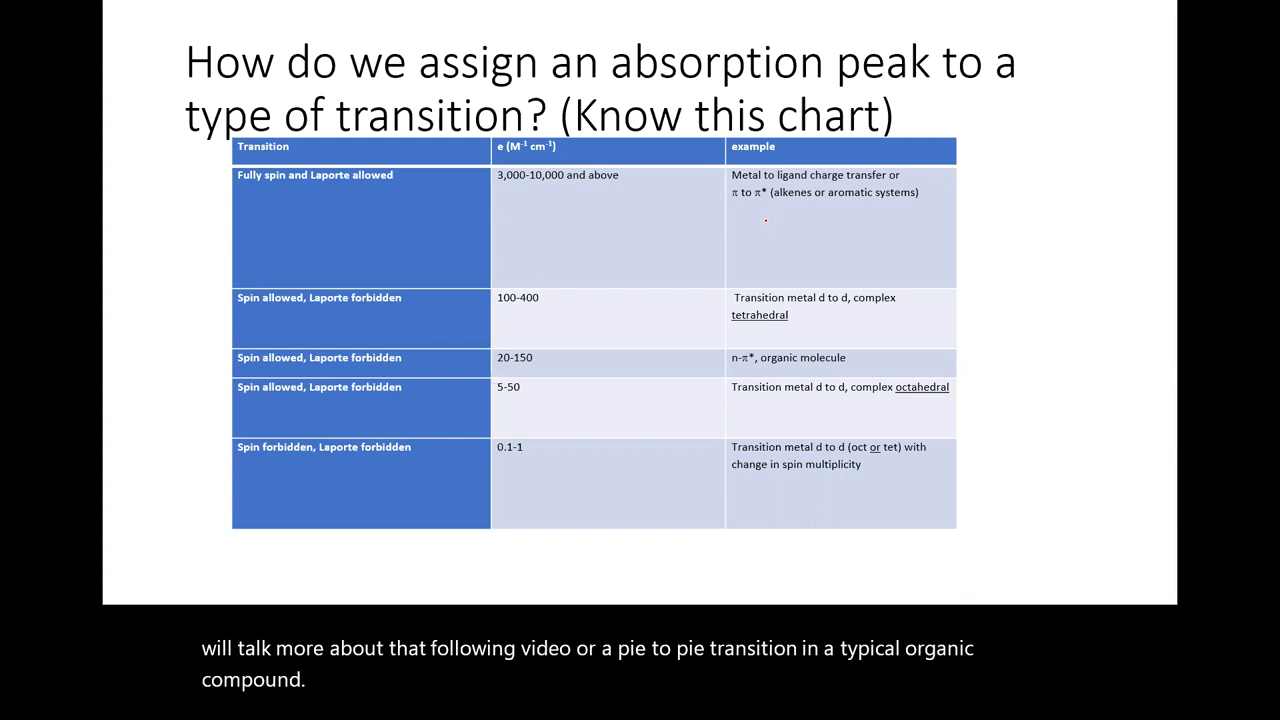 How do we assign an absorption peak to a
type of transition? (Know this chart)
Transition e (M⁻¹ cm⁻¹) example
Fully spin and Laporte allowed 3,000-10,000 and above Metal to ligand charge transfer or
π to π* (alkenes or aromatic systems)
Spin allowed, Laporte forbidden 100-400 Transition metal d to d, complex
tetrahedral
Spin allowed, Laporte forbidden 20-150 n-π*, organic molecule
Spin allowed, Laporte forbidden 5-50 Transition metal d to d, complex octahedral
Spin forbidden, Laporte forbidden 0.1-1 Transition metal d to d (oct or tet) with
change in spin multiplicity
will talk more about that following video or a pie to pie transition in a typical organic
compound.